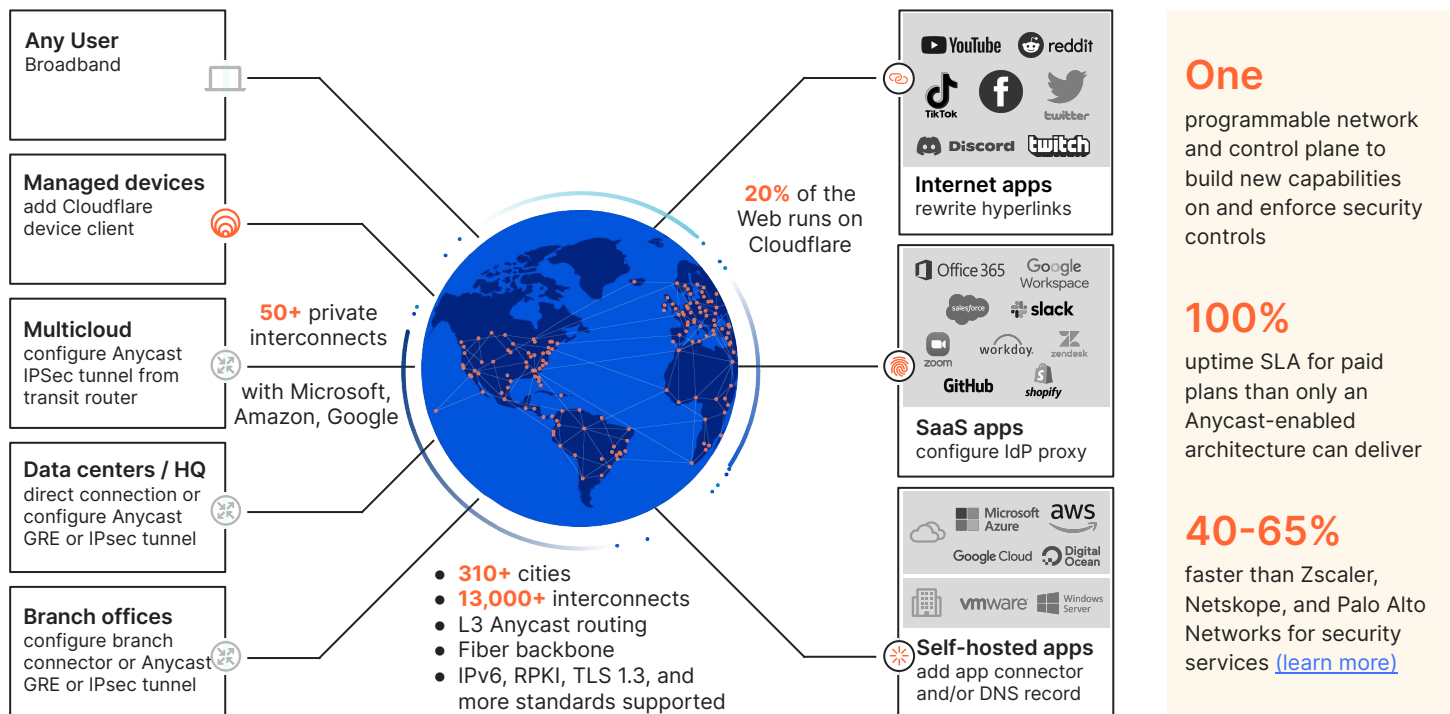 Any User
Broadband
Managed devices
add Cloudflare
device client
Multicloud
configure Anycast
IPSec tunnel from
transit router
Data centers / HQ
direct connection or
configure Anycast
GRE or IPsec tunnel
Branch offices
configure branch
connector or Anycast
GRE or IPsec tunnel
50+ private
interconnects
with Microsoft,
Amazon, Google
20% of the
Web runs on
Cloudflare
● 310+ cities
● 13,000+ interconnects
● L3 Anycast routing
● Fiber backbone
● IPv6, RPKI, TLS 1.3, and
more standards supported
YouTube
reddit
TikTok
f
twitter
Discord
twitch
Internet apps
rewrite hyperlinks
Office 365
Google
Workspace
salesforce
slack
zoom
workday.
zendesk
GitHub
S
shopify
SaaS apps
configure IdP proxy
Microsoft
Azure
aws
Google Cloud
Digital
Ocean
vmware
Windows
Server
Self-hosted apps
add app connector
and/or DNS record
One
programmable network
and control plane to
build new capabilities
on and enforce security
controls
100%
uptime SLA for paid
plans than only an
Anycast-enabled
architecture can deliver
40-65%
faster than Zscaler,
Netskope, and Palo Alto
Networks for security
services (learn more)